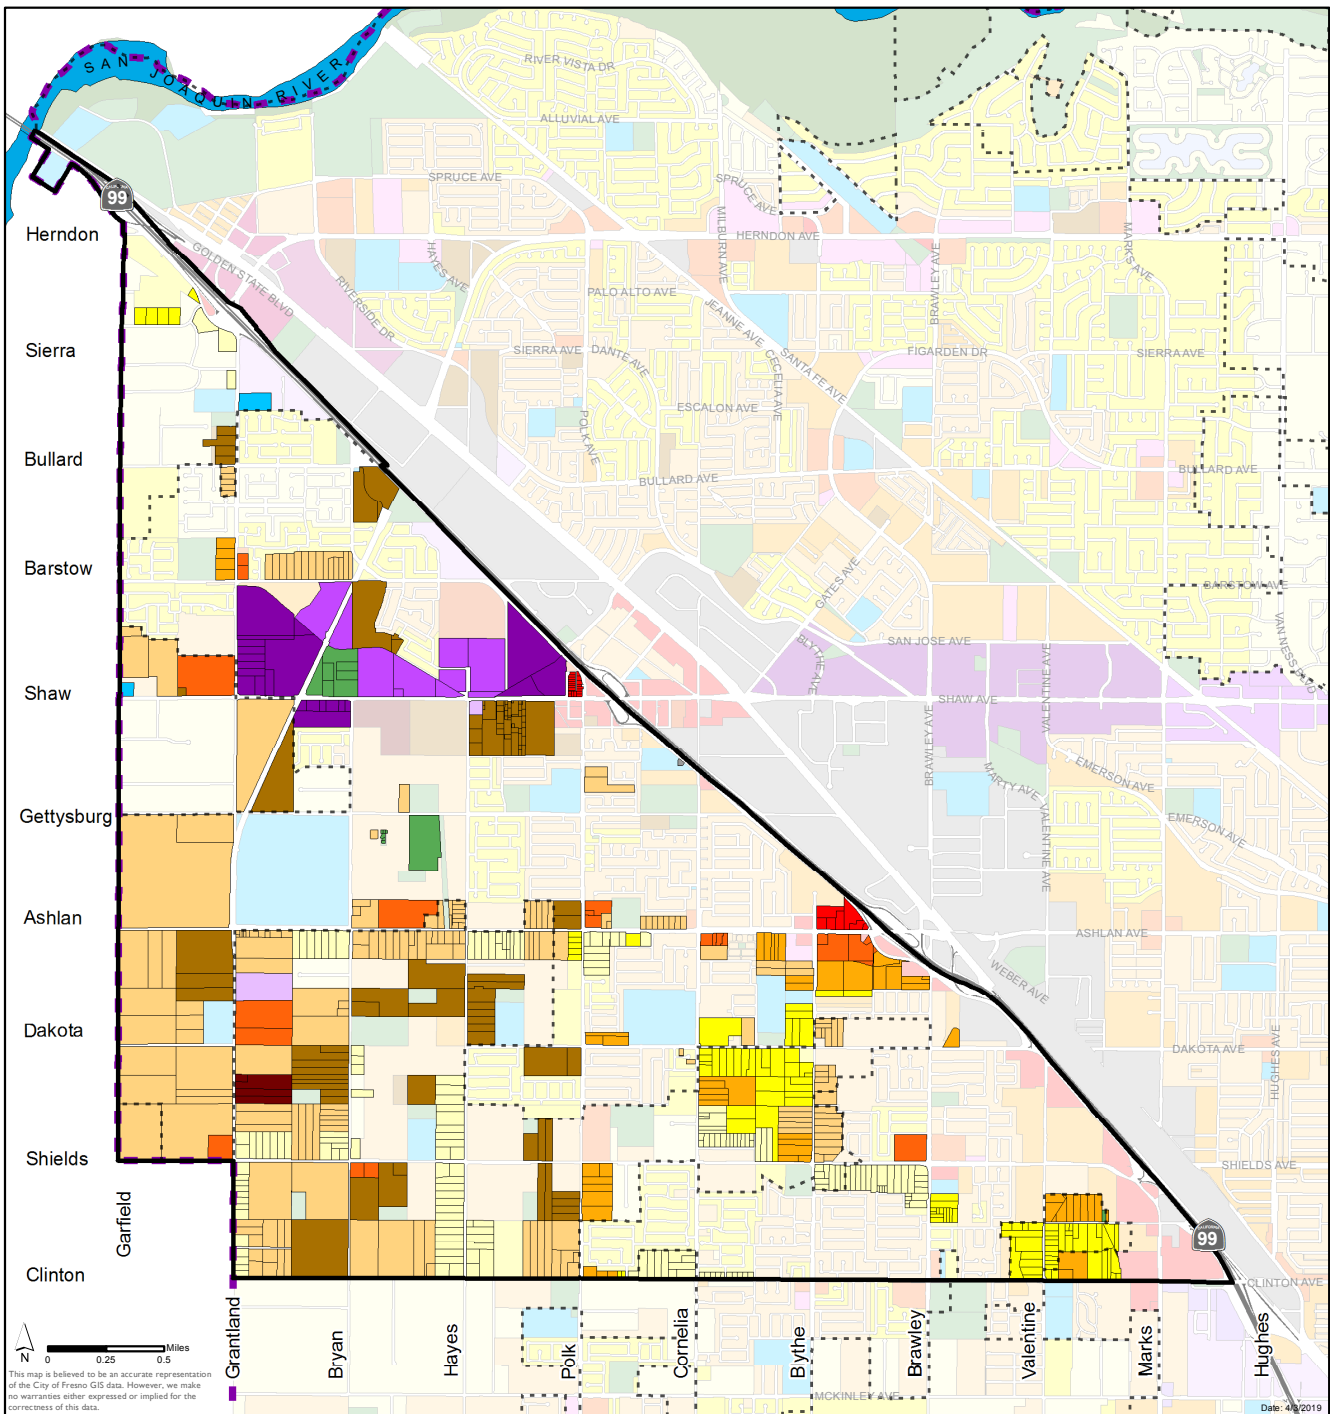 SAN JOAQUIN RIVER
RIVER VISTA DR
ALLUVIAL AVE
SPRUCE AVE
SPRUCE AVE
99
Herndon
HERNDON AVE
MILBURN AVE
MARKS AVE
GOLDEN STATE BLVD
HAYES AVE
RIVERSIDE DR
PALO ALTO AVE
JEANNE AVE
BRAWLEY AVE
Sierra
SIERRA AVE
DANTE AVE
CECELIA AVE
SANTA FE AVE
FIGARDEN DR
SIERRA AVE
ESCALON AVE
POLK AVE
Bullard
BULLARD AVE
BULLARD AVE
Barstow
GATES AVE
BARSTOW AVE
VAN NESS BLVD
BLYTHE AVE
SAN JOSE AVE
VALENTINE AVE
Shaw
SHAW AVE
BRAWLEY AVE
MARTY AVE
EMERSON AVE
Gettysburg
VALENTINE AVE
EMERSON AVE
Ashlan
ASHLAN AVE
WEBER AVE
Dakota
DAKOTA AVE
HUGHES AVE
Shields
SHIELDS AVE
Garfield
99
Clinton
CLINTON AVE
Grantland
Bryan
Hayes
Polk
Cornelia
Blythe
Brawley
Valentine
Marks
Hughes
N
Miles
0 0.25 0.5
MCKINLEY AVE
This map is believed to be an accurate representation
of the City of Fresno GIS data. However, we make
no warranties either expressed or implied for the
correctness of this data.
Date: 4/3/2019